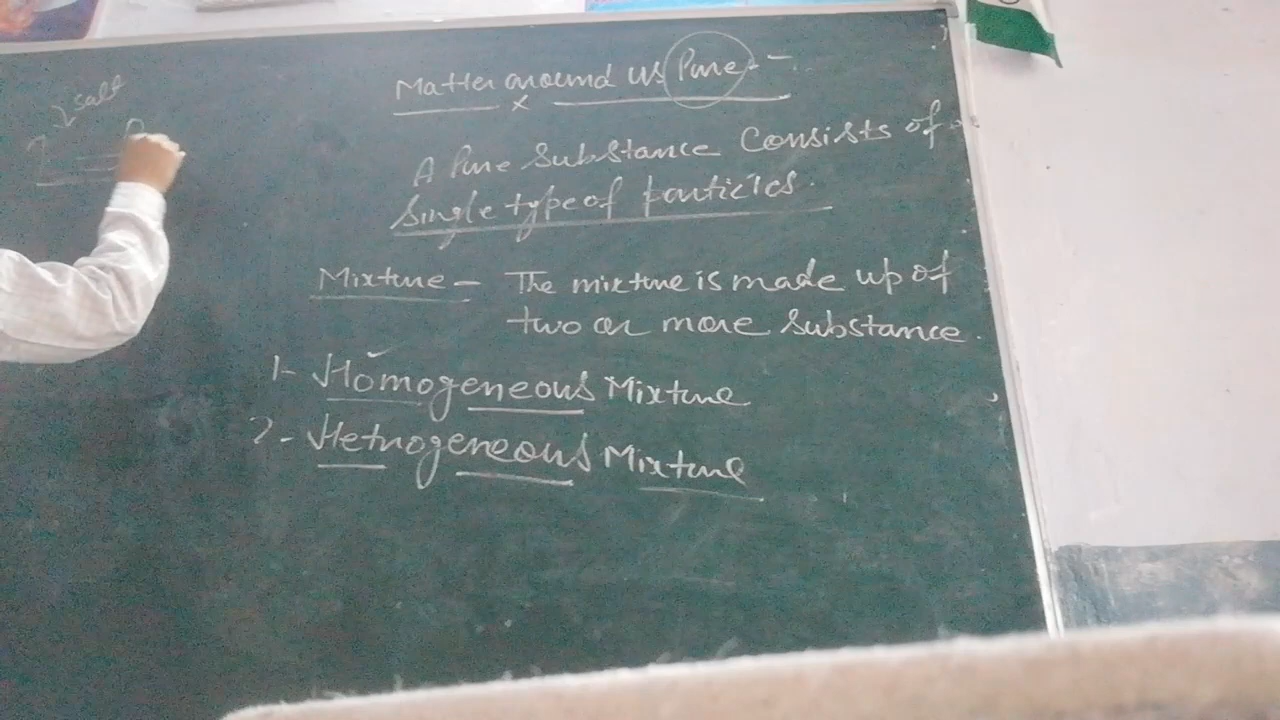 salt
Matter around us Pure -
A Pure Substance Consists of
Single type of particles.
Mixture - The mixture is made up of
two or more Substance.
1- Homogeneous Mixture
2- Hetrogeneous Mixture